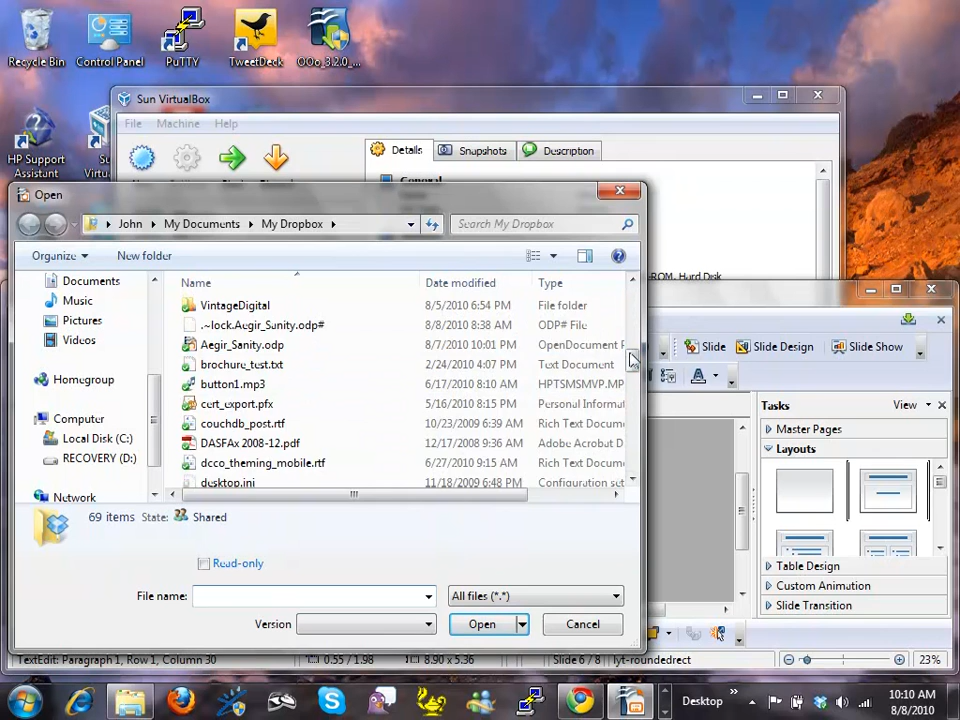 Recycle Bin
Control Panel
PuTTY
TweetDeck
OOo_3.2.0_...
HP Support
Assistant
Sun VirtualBox
File Machine Help
Details
Snapshots
Description
General
Open
John
My Documents
My Dropbox
Search My Dropbox
Organize
New folder
-ROM, Hard Disk
Name
Date modified
Type
Documents
Music
Pictures
Videos
Homegroup
Computer
Local Disk (C:)
RECOVERY (D:)
Network
VintageDigital 8/5/2010 6:54 PM File folder
.~lock.Aegir_Sunity.odp# 8/8/2010 8:38 AM ODP# File
Aegir_Sanity.odp 8/7/2010 10:01 PM OpenDocument
brochure_test.txt 2/24/2010 4:07 PM Text Document
button1.mp3 6/17/2010 8:10 AM HPTSMSMVP.MP
cert_export.pfx 5/16/2010 8:15 PM Personal Informa
couchdb_post.rtf 10/23/2009 6:39 AM Rich Text Docum
DASFAx 2008-12.pdf 12/17/2008 9:36 AM Adobe Acrobat D
dcco_theming_mobile.rtf 6/27/2010 9:15 AM Rich Text Docum
desktop.ini 11/18/2009 6:48 PM Configuration set
69 items State: Shared
Read-only
File name:
All files (*.*)
Version
Open
Cancel
Slide
Slide Design
Slide Show
Tasks
View
Master Pages
Layouts
Table Design
Custom Animation
Slide Transition
TextEdit: Paragraph 1, Row 1, Column 30
0.55 / 1.98
8.90 x 5.36
Slide 6 / 8
lyt-roundedrect
23%
Desktop
10:10 AM
8/8/2010